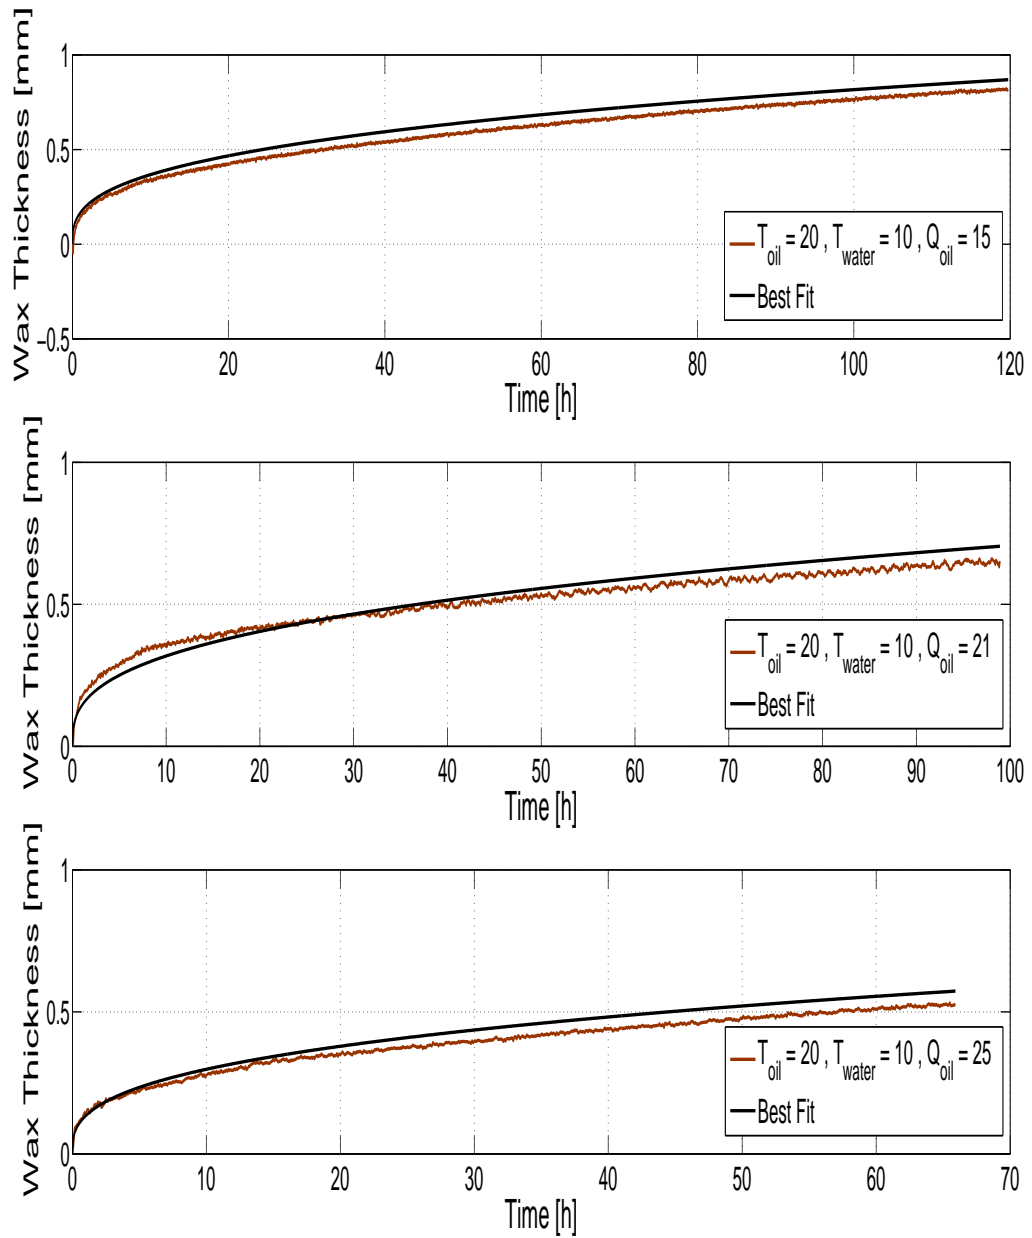 Wax Thickness [mm]
1
0.5
0
−0.5
0 20 40 60 80 100 120
Time [h]
T_oil = 20 , T_water = 10 , Q_oil = 15
Best Fit
Wax Thickness [mm]
1
0.5
0
0 10 20 30 40 50 60 70 80 90 100
Time [h]
T_oil = 20, T_water = 10 , Q_oil = 21
Best Fit
Wax Thickness [mm]
1
0.5
0
0 10 20 30 40 50 60 70
Time [h]
T_oil = 20, T_water = 10 , Q_oil = 25
Best Fit